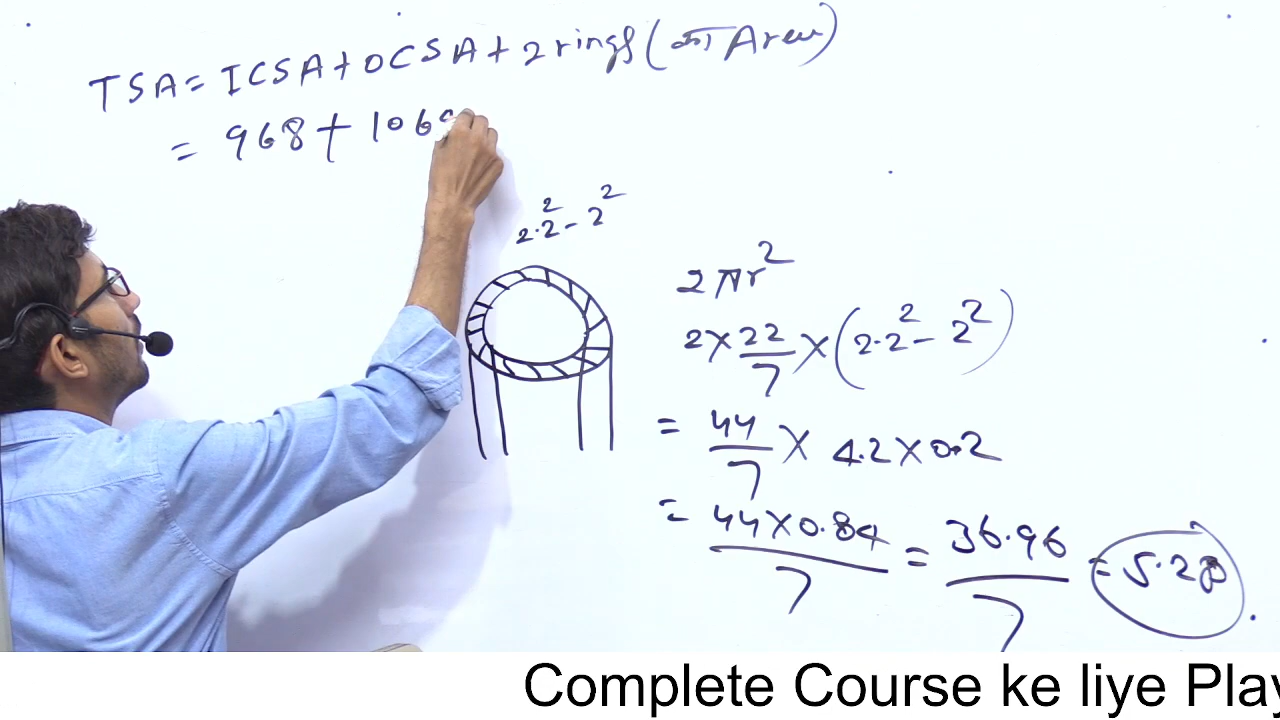 TSA = ICSA + OCSA + 2 rings (का Area)
= 968 + 106
2.2² - 2²
2πr²
2 × 22/7 × (2.2² - 2²)
= 44/7 × 4.2 × 0.2
= 44 × 0.84/7 = 36.96/7 = 5.28
Complete Course ke liye Play